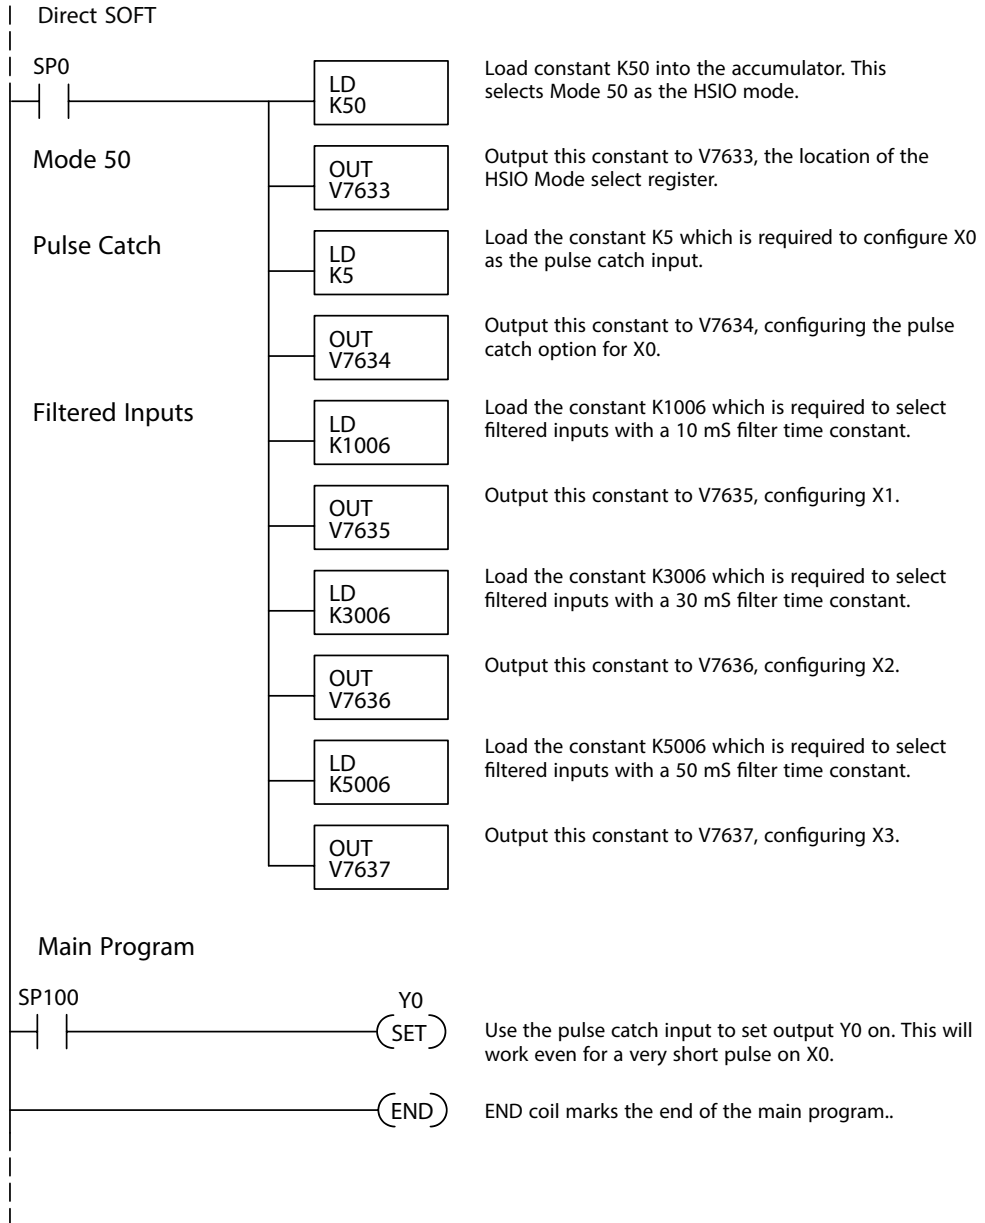 Direct SOFT
SP0
LD
K50
Load constant K50 into the accumulator. This
selects Mode 50 as the HSIO mode.
Mode 50
OUT
V7633
Output this constant to V7633, the location of the
HSIO Mode select register.
Pulse Catch
LD
K5
Load the constant K5 which is required to configure X0
as the pulse catch input.
OUT
V7634
Output this constant to V7634, configuring the pulse
catch option for X0.
Filtered Inputs
LD
K1006
Load the constant K1006 which is required to select
filtered inputs with a 10 mS filter time constant.
OUT
V7635
Output this constant to V7635, configuring X1.
LD
K3006
Load the constant K3006 which is required to select
filtered inputs with a 30 mS filter time constant.
OUT
V7636
Output this constant to V7636, configuring X2.
LD
K5006
Load the constant K5006 which is required to select
filtered inputs with a 50 mS filter time constant.
OUT
V7637
Output this constant to V7637, configuring X3.
Main Program
SP100
Y0
SET
Use the pulse catch input to set output Y0 on. This will
work even for a very short pulse on X0.
END
END coil marks the end of the main program..